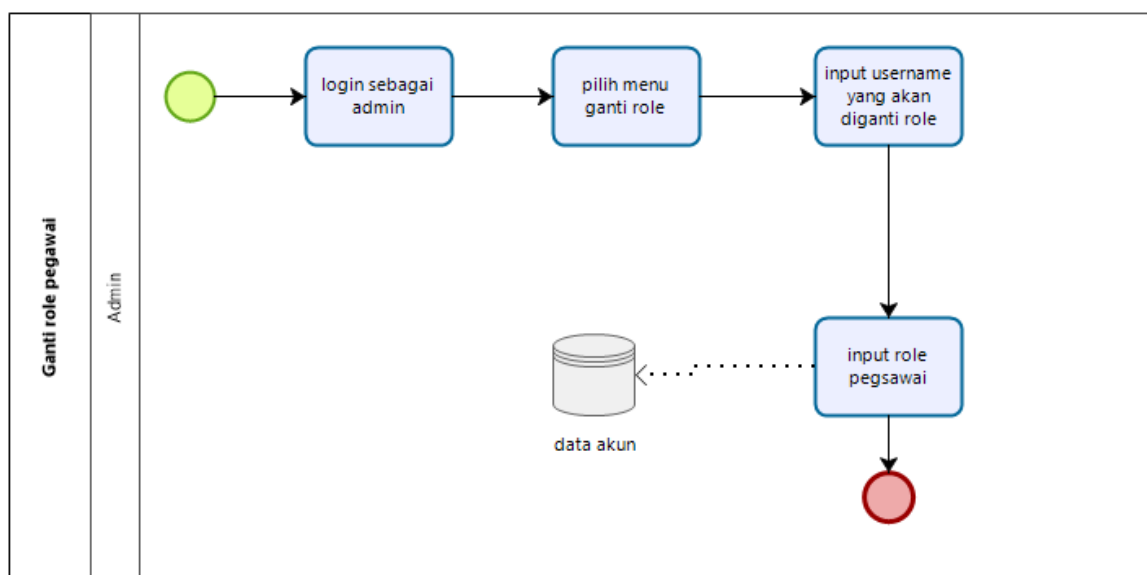 Ganti role pegawai
Admin
login sebagai
admin
pilih menu
ganti role
input username
yang akan
diganti role
input role
pegsawai
data akun